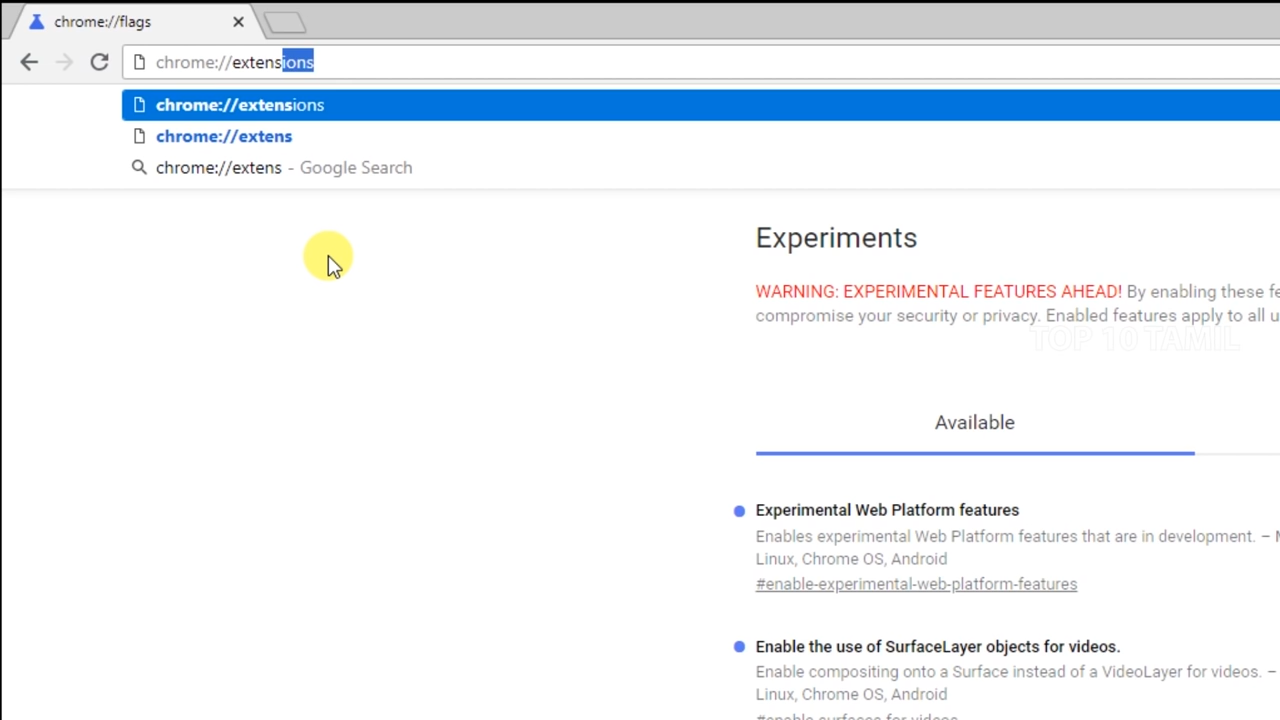 chrome://flags
chrome://extensions
chrome://extensions
chrome://extens
chrome://extens - Google Search
Experiments
WARNING: EXPERIMENTAL FEATURES AHEAD! By enabling these
compromise your security or privacy. Enabled features apply to all
TOP 10 TAMIL
Available
Experimental Web Platform features
Enables experimental Web Platform features that are in development. –
Linux, Chrome OS, Android
#enable-experimental-web-platform-features
Enable the use of SurfaceLayer objects for videos.
Enable compositing onto a Surface instead of a VideoLayer for videos. –
Linux, Chrome OS, Android
#enable-surfaces-for-videos